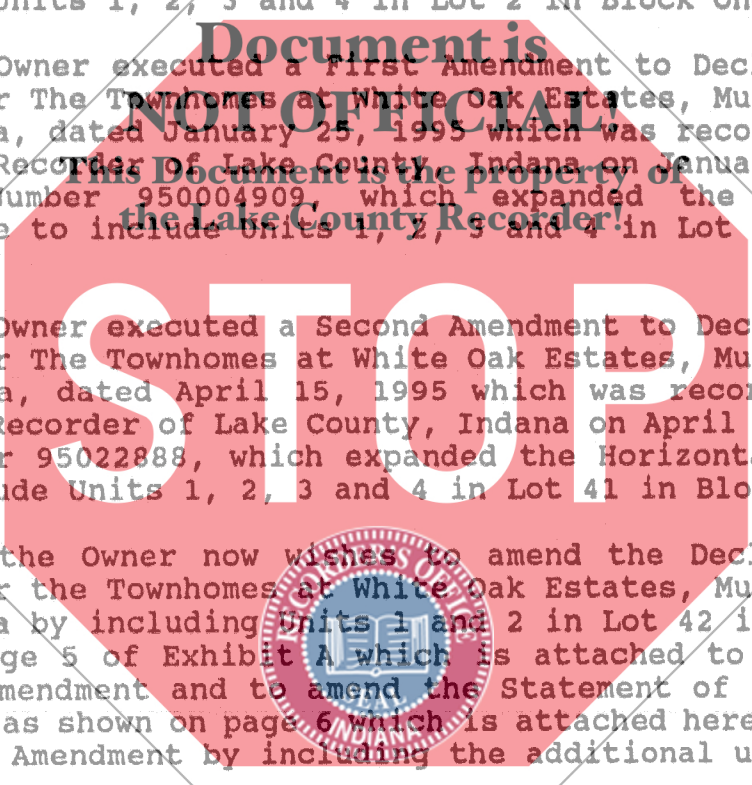 nits 1, 2, 3 and 4 in Lot 2 in Block On
Document is
Owner executed a First Amendment to Dec
r The Townhomes at White Oak Estates, Mu
NOT OFFICIAL!
a, dated January 25, 1995 which was reco
Recorder of Lake County, Indana on Janua
This Document is the property of
umber 950004909, which expanded the
the Lake County Recorder!
e to include Units 1, 2, 3 and 4 in Lot
STOP
Owner executed a Second Amendment to Dec
r The Townhomes at White Oak Estates, Mu
a, dated April 15, 1995 which was recor
Recorder of Lake County, Indana on April
r 95022888, which expanded the Horizonta
ude Units 1, 2, 3 and 4 in Lot 41 in Blo
the Owner now wishes to amend the Decl
r the Townhomes at White Oak Estates, Mu
a by including Units 1 and 2 in Lot 42 i
ge 5 of Exhibit A which is attached to
mendment and to amend the Statement of
as shown on page 6 which is attached here
Amendment by including the additional u
RECORDER'S OFFICE
SEAL
INDIANA